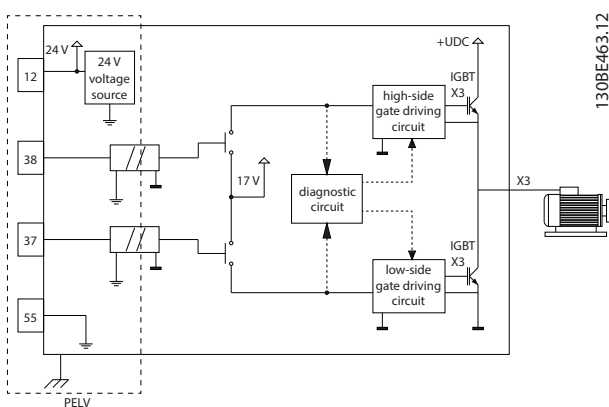 130BE463.12
+UDC
24 V
24 V
voltage
source
12
IGBT
X3
high-side
gate driving
circuit
38
17 V
diagnostic
circuit
X3
37
IGBT
X3
low-side
gate driving
circuit
55
PELV